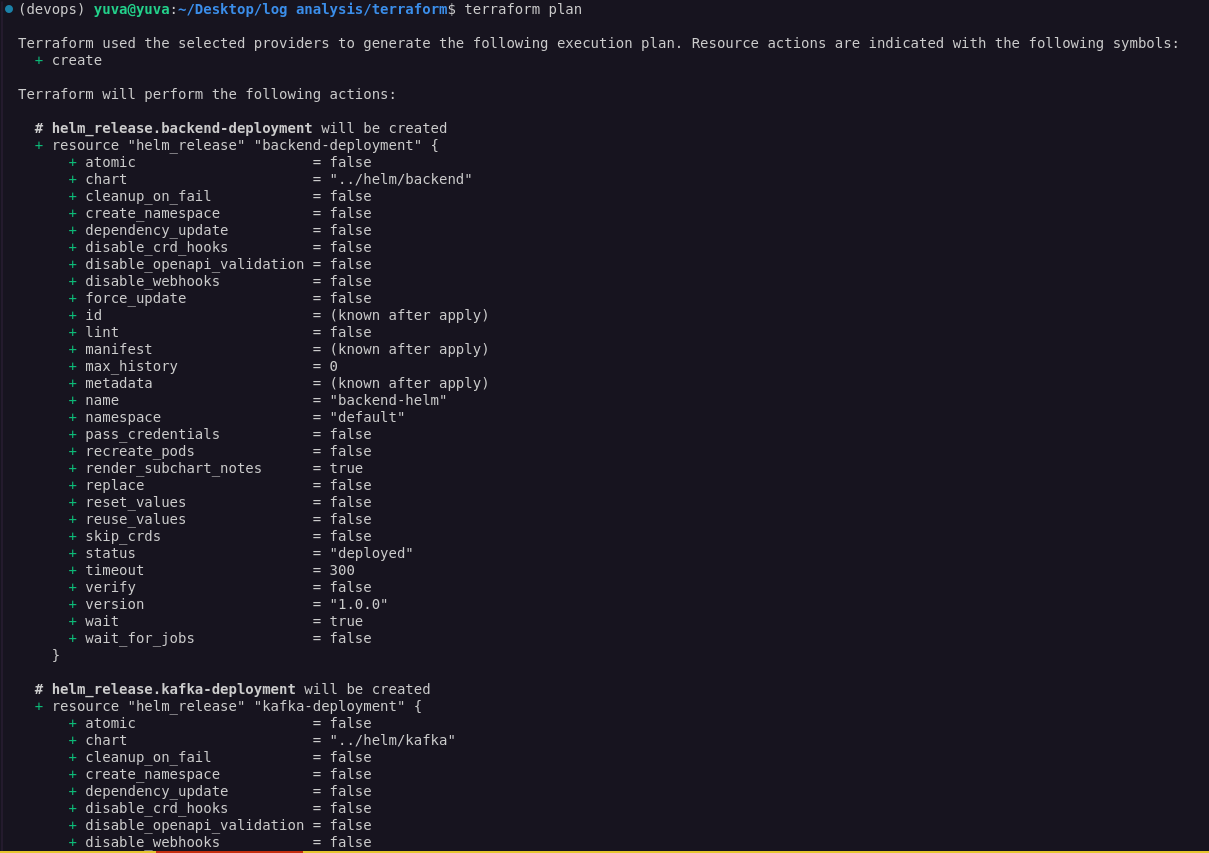 (devops) yuva@yuva:~/Desktop/log analysis/terraform$ terraform plan
Terraform used the selected providers to generate the following execution plan. Resource actions are indicated with the following symbols:
  + create
Terraform will perform the following actions:
  # helm_release.backend-deployment will be created
  + resource "helm_release" "backend-deployment" {
      + atomic                     = false
      + chart                      = "../helm/backend"
      + cleanup_on_fail            = false
      + create_namespace           = false
      + dependency_update          = false
      + disable_crd_hooks          = false
      + disable_openapi_validation = false
      + disable_webhooks           = false
      + force_update               = false
      + id                         = (known after apply)
      + lint                       = false
      + manifest                   = (known after apply)
      + max_history                = 0
      + metadata                   = (known after apply)
      + name                       = "backend-helm"
      + namespace                  = "default"
      + pass_credentials           = false
      + recreate_pods              = false
      + render_subchart_notes      = true
      + replace                    = false
      + reset_values               = false
      + reuse_values               = false
      + skip_crds                  = false
      + status                     = "deployed"
      + timeout                    = 300
      + verify                     = false
      + version                    = "1.0.0"
      + wait                       = true
      + wait_for_jobs              = false
    }
  # helm_release.kafka-deployment will be created
  + resource "helm_release" "kafka-deployment" {
      + atomic                     = false
      + chart                      = "../helm/kafka"
      + cleanup_on_fail            = false
      + create_namespace           = false
      + dependency_update          = false
      + disable_crd_hooks          = false
      + disable_openapi_validation = false
      + disable_webhooks           = false